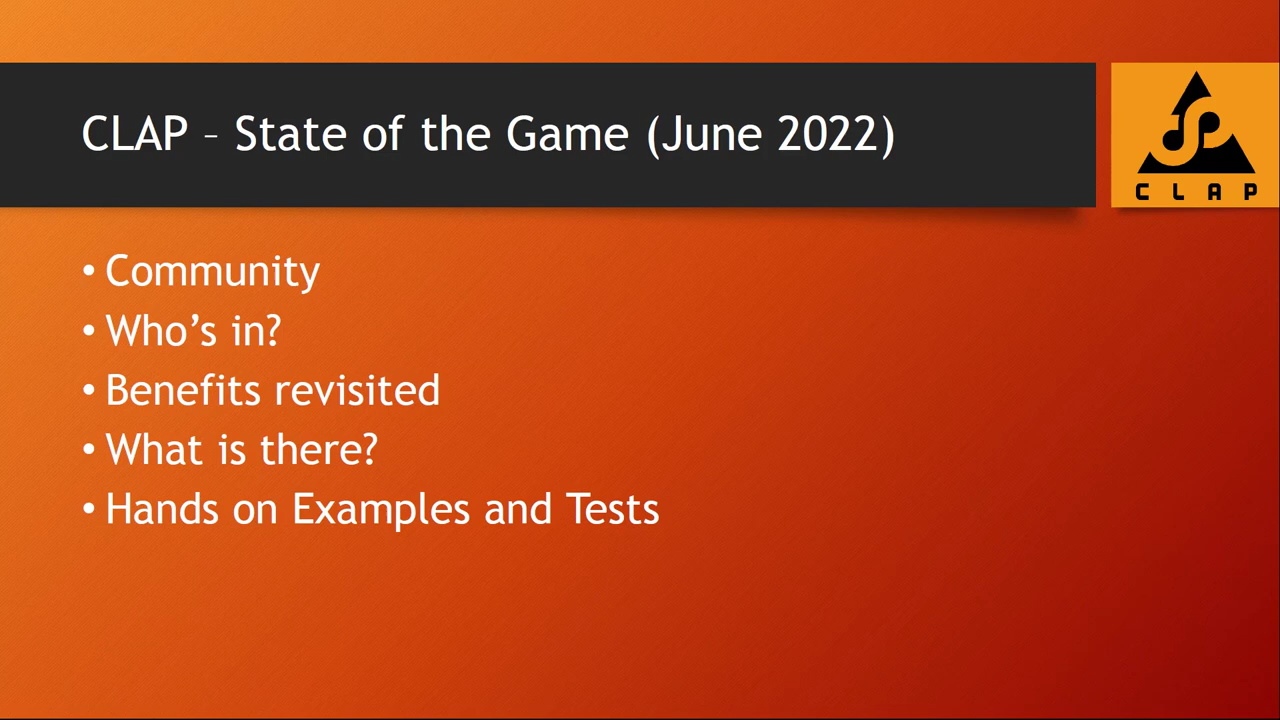 CLAP – State of the Game (June 2022)
CLAP
• Community
• Who’s in?
• Benefits revisited
• What is there?
• Hands on Examples and Tests